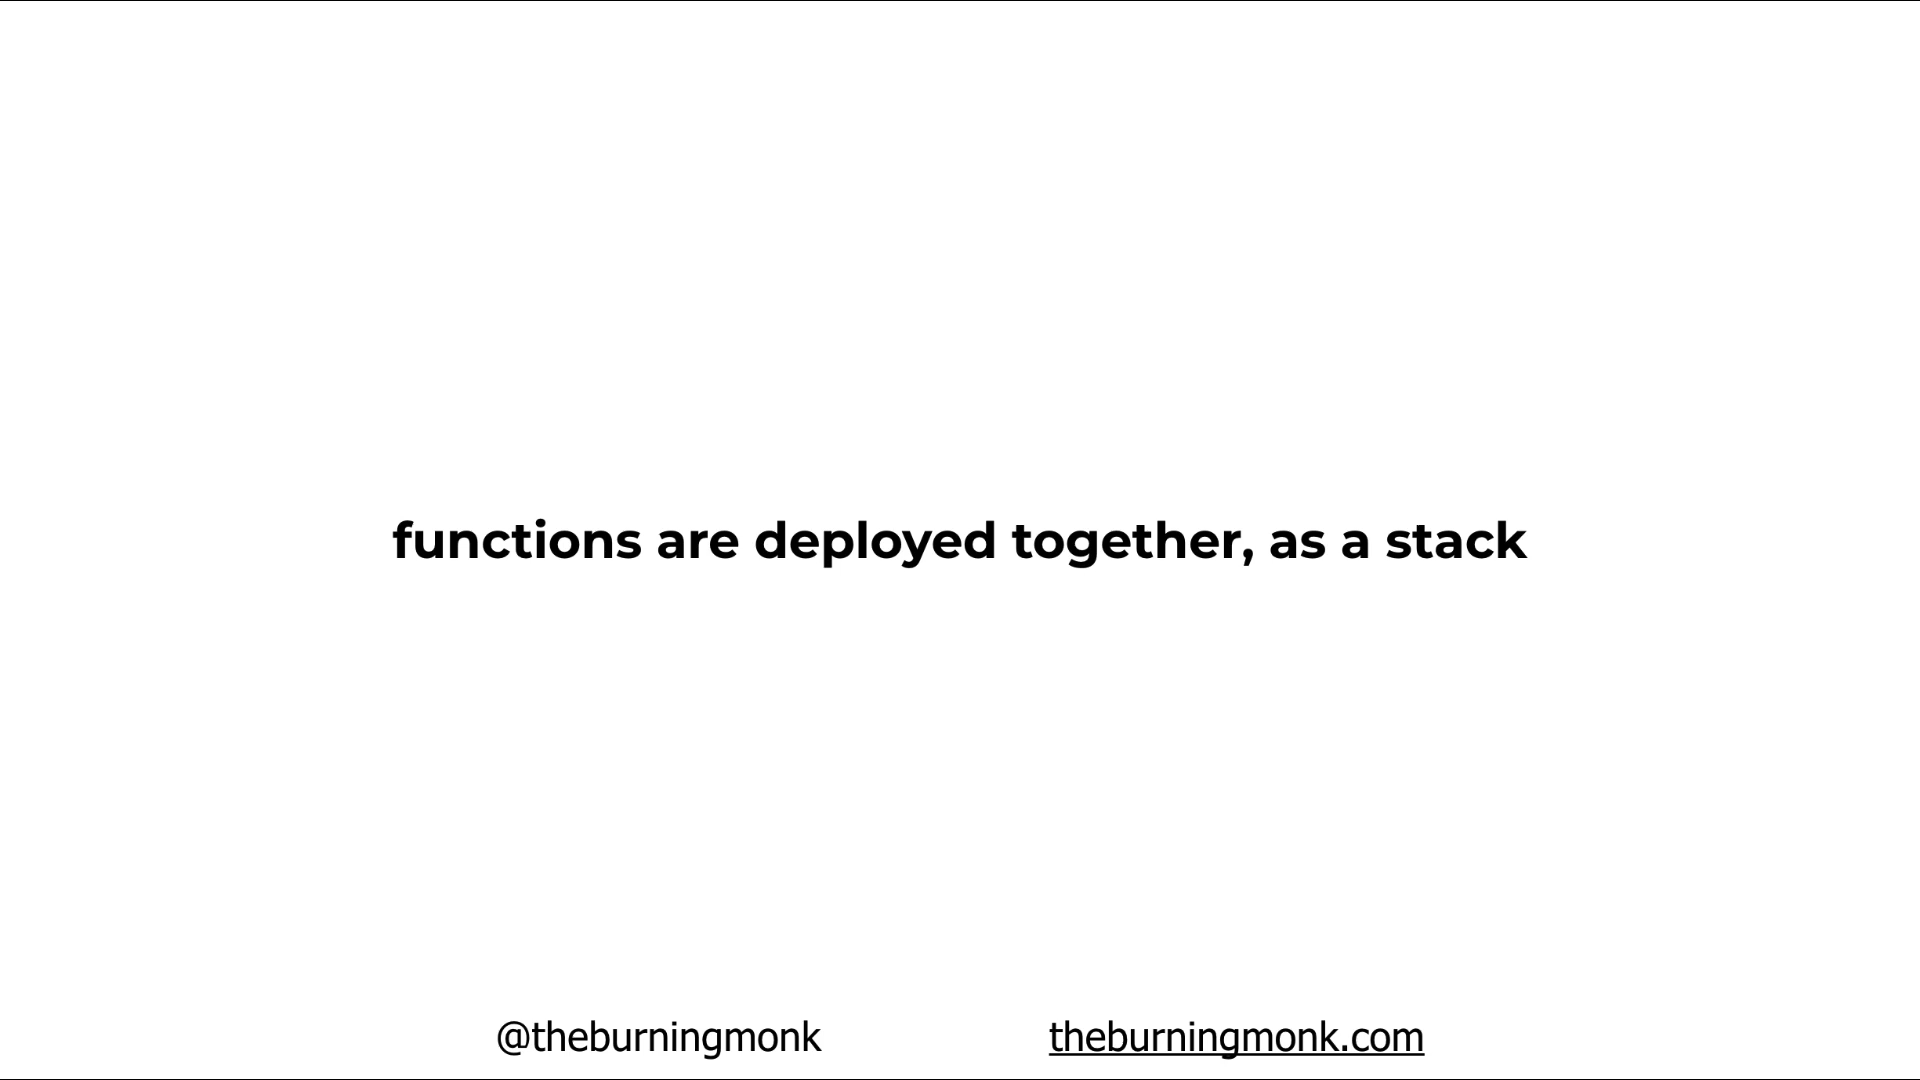 functions are deployed together, as a stack
@theburningmonk
theburningmonk.com